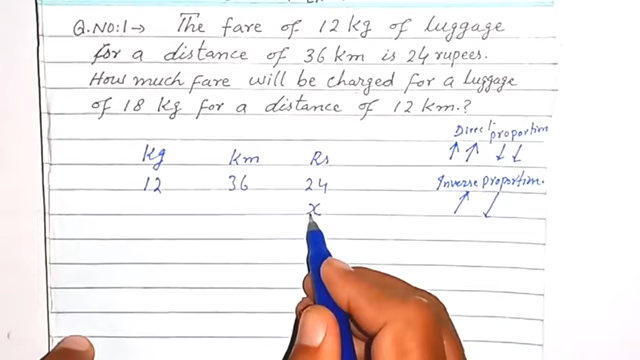 Q.No:1→ The fare of 12 kg of luggage
for a distance of 36 km is 24 rupees.
How much fare will be charged for a luggage
of 18 kg for a distance of 12 km.?
Direct proportion
↑↑ ↓↓
Kg Km Rs
12 36 24
Inverse proportion.
↑ ↓
x